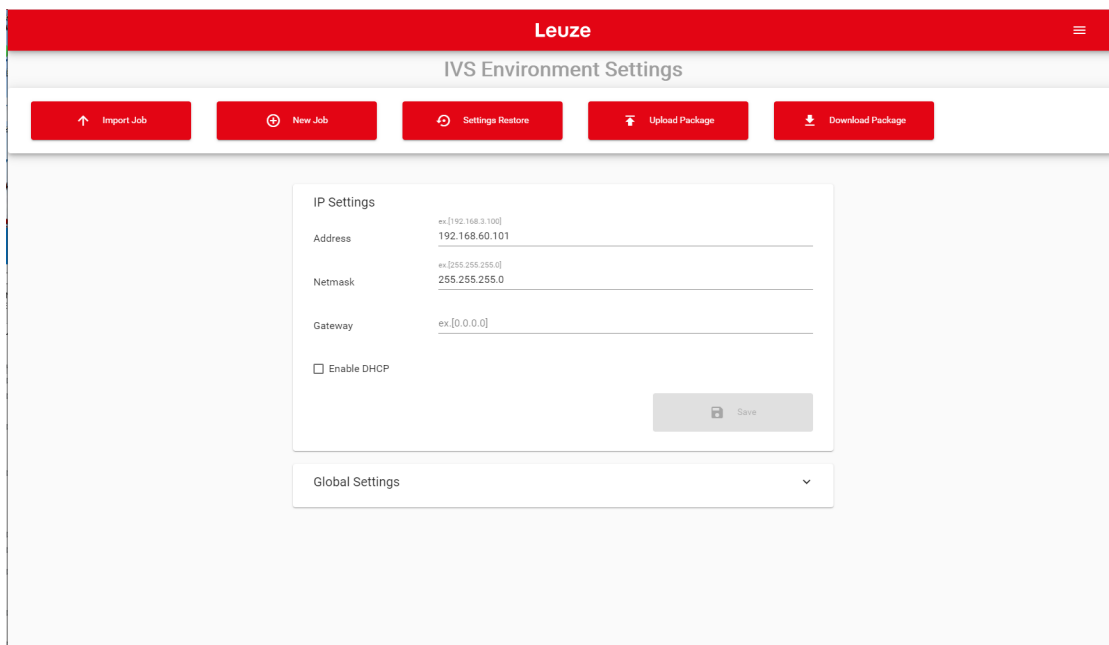 Leuze
IVS Environment Settings
Import Job
New Job
Settings Restore
Upload Package
Download Package
IP Settings
ex.[192.168.3.100]
Address
192.168.60.101
ex.[255.255.255.0]
Netmask
255.255.255.0
Gateway
ex.[0.0.0.0]
Enable DHCP
Save
Global Settings